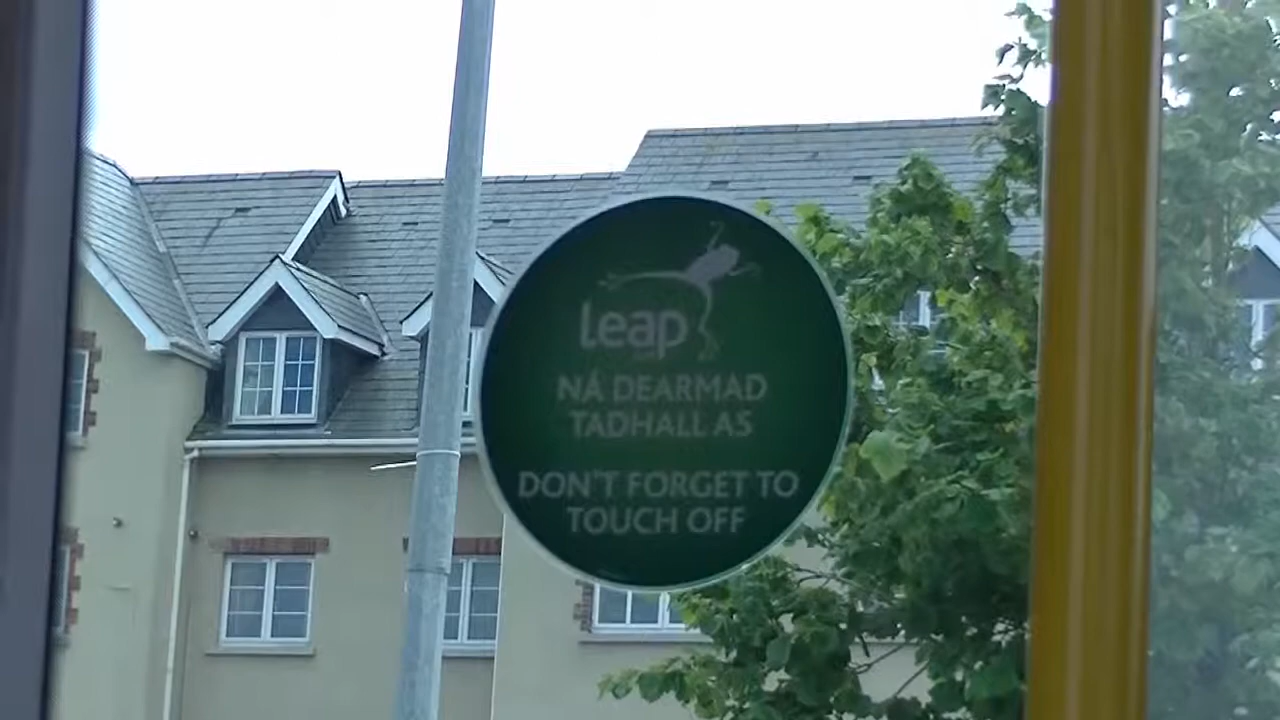 leap
NÁ DEARMAD
TADHALL AS
DON'T FORGET TO
TOUCH OFF